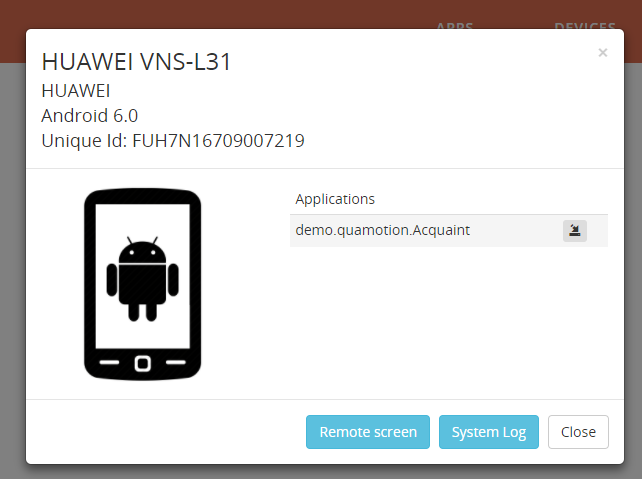 APPS DEVICES
HUAWEI VNS-L31
×
HUAWEI
Android 6.0
Unique Id: FUH7N16709007219
Applications
demo.quamotion.Acquaint
Remote screen System Log Close